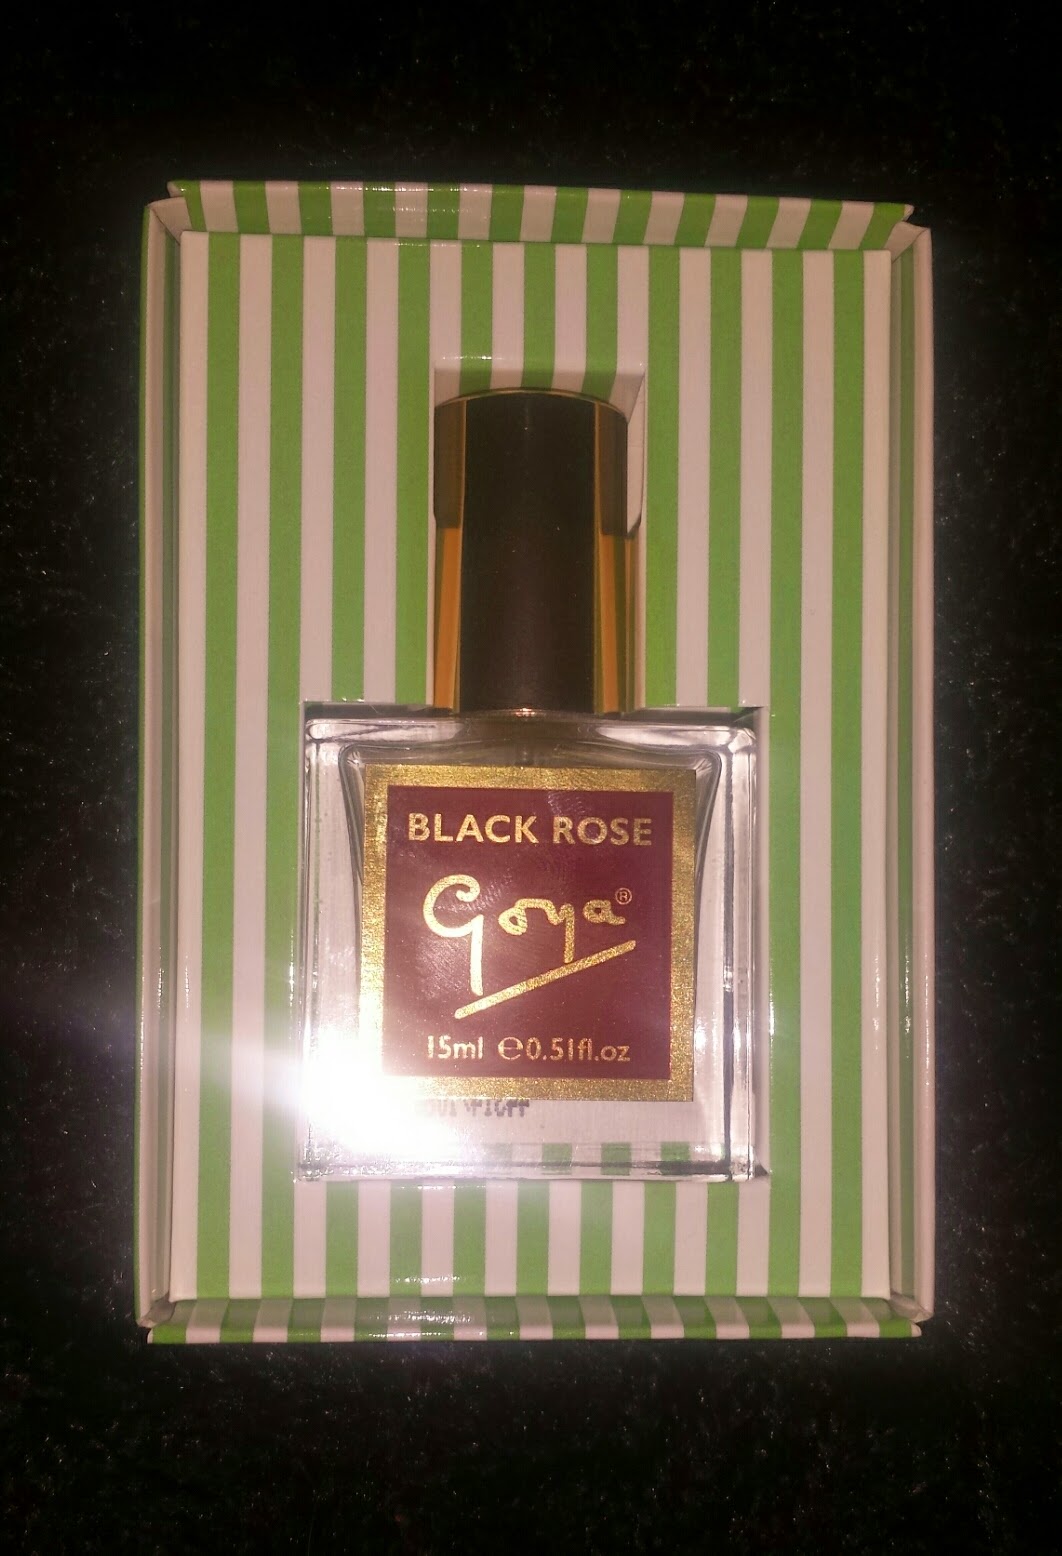 BLACK ROSE
Goya®
15ml ℮0.51fl.oz